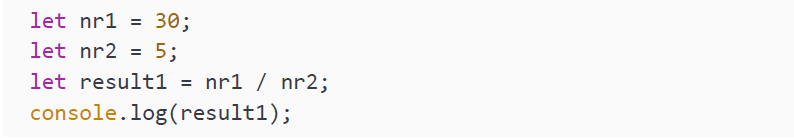 let nr1 = 30;
let nr2 = 5;
let result1 = nr1 / nr2;
console.log(result1);